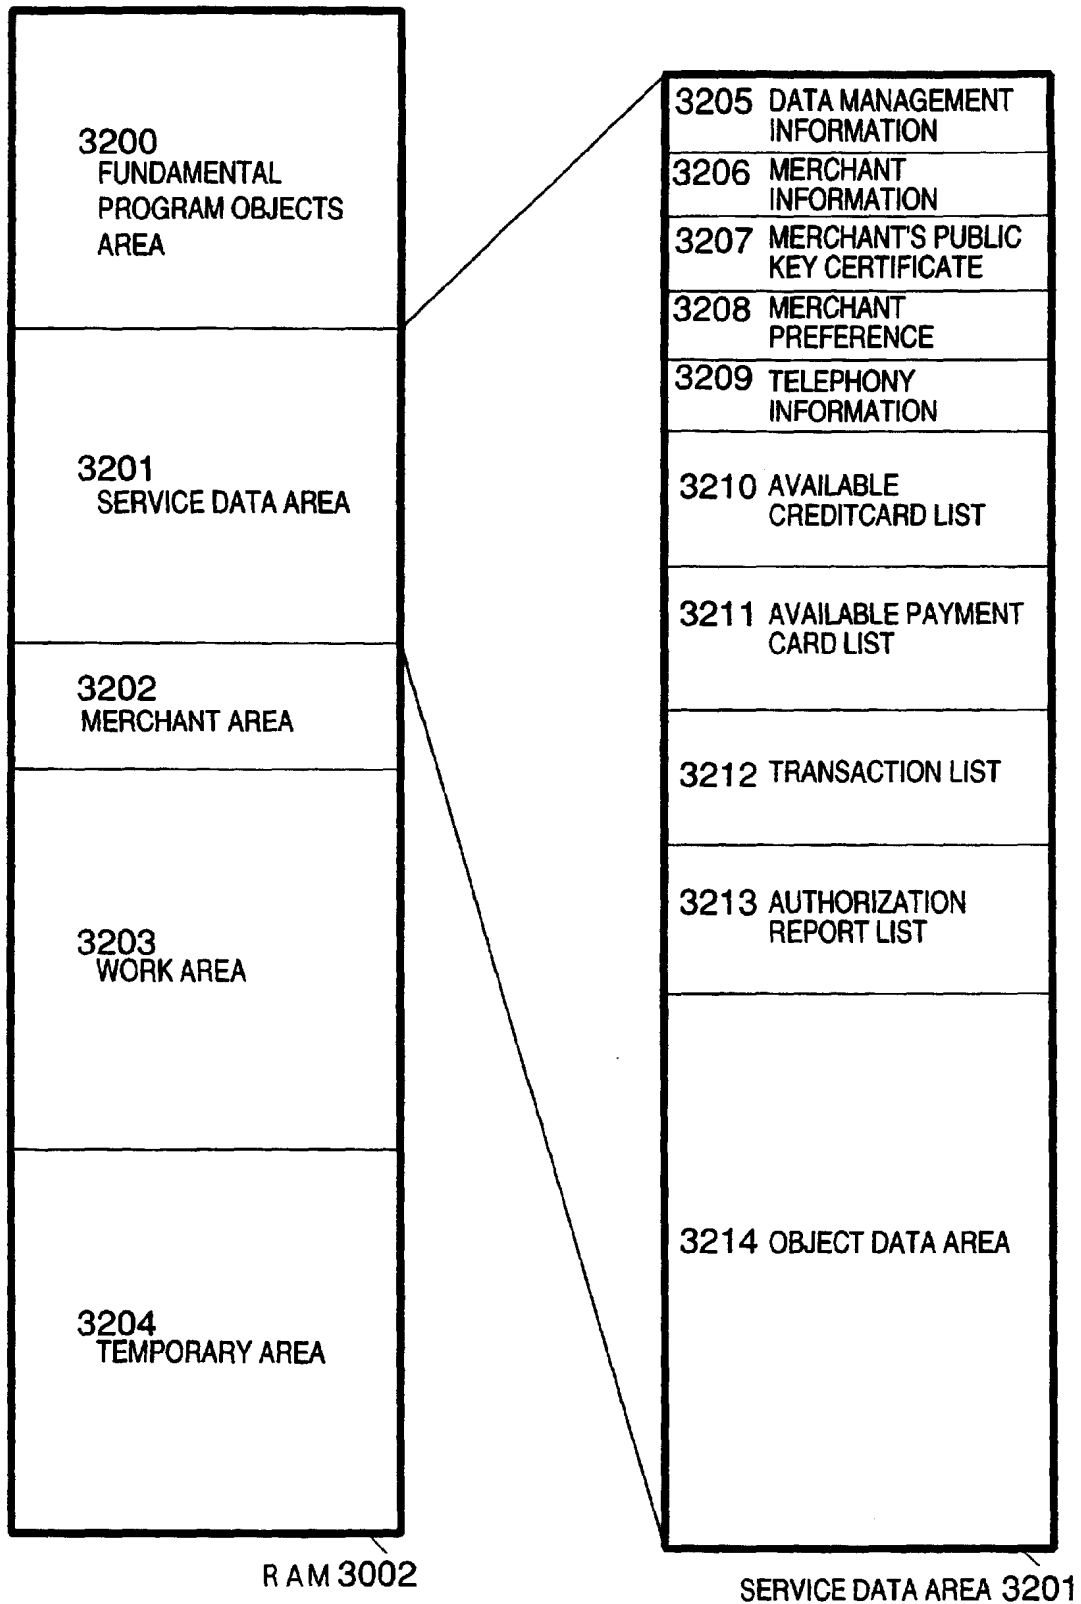 3200
FUNDAMENTAL
PROGRAM OBJECTS
AREA
3201
SERVICE DATA AREA
3202
MERCHANT AREA
3203
WORK AREA
3204
TEMPORARY AREA
RAM 3002
3205 DATA MANAGEMENT
INFORMATION
3206 MERCHANT
INFORMATION
3207 MERCHANT'S PUBLIC
KEY CERTIFICATE
3208 MERCHANT
PREFERENCE
3209 TELEPHONY
INFORMATION
3210 AVAILABLE
CREDITCARD LIST
3211 AVAILABLE PAYMENT
CARD LIST
3212 TRANSACTION LIST
3213 AUTHORIZATION
REPORT LIST
3214 OBJECT DATA AREA
SERVICE DATA AREA 3201